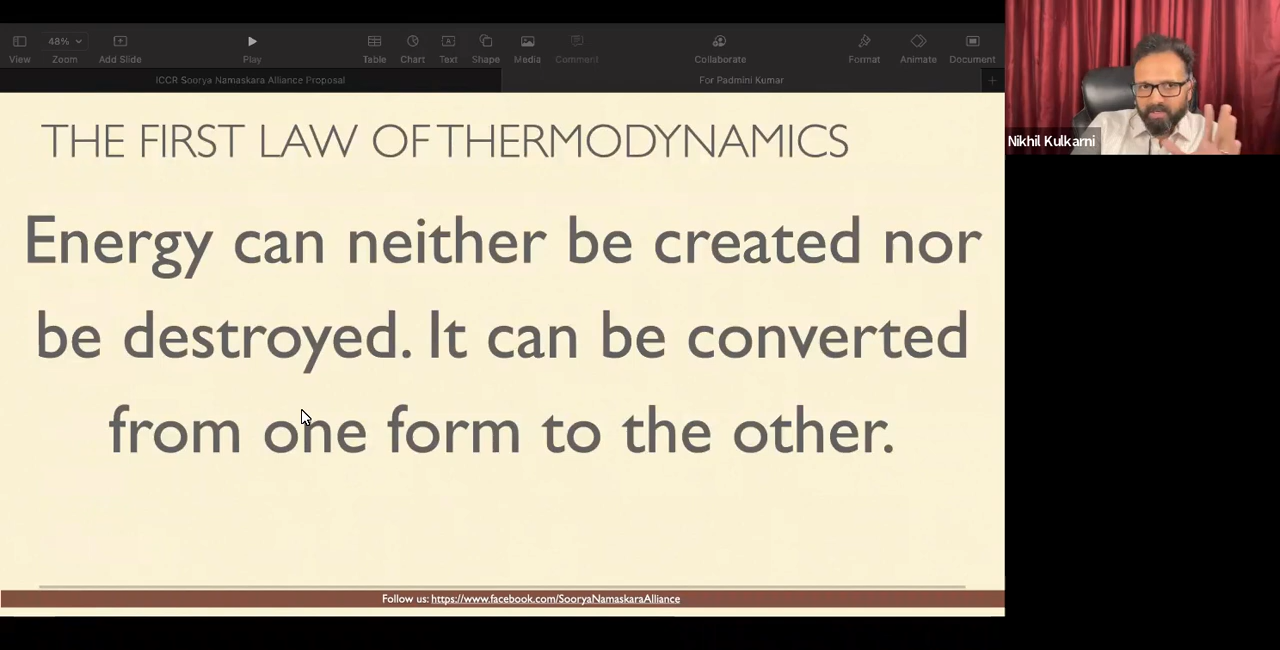 48%
View
Zoom
Add Slide
Play
Table
Chart
Text
Shape
Media
Comment
Collaborate
Format
Animate
Document
ICCR Soorya Namaskara Alliance Proposal
For Padmini Kumar
THE FIRST LAW OF THERMODYNAMICS
Energy can neither be created nor
be destroyed. It can be converted
from one form to the other.
Follow us: https://www.facebook.com/SooryaNamaskaraAlliance
Nikhil Kulkarni